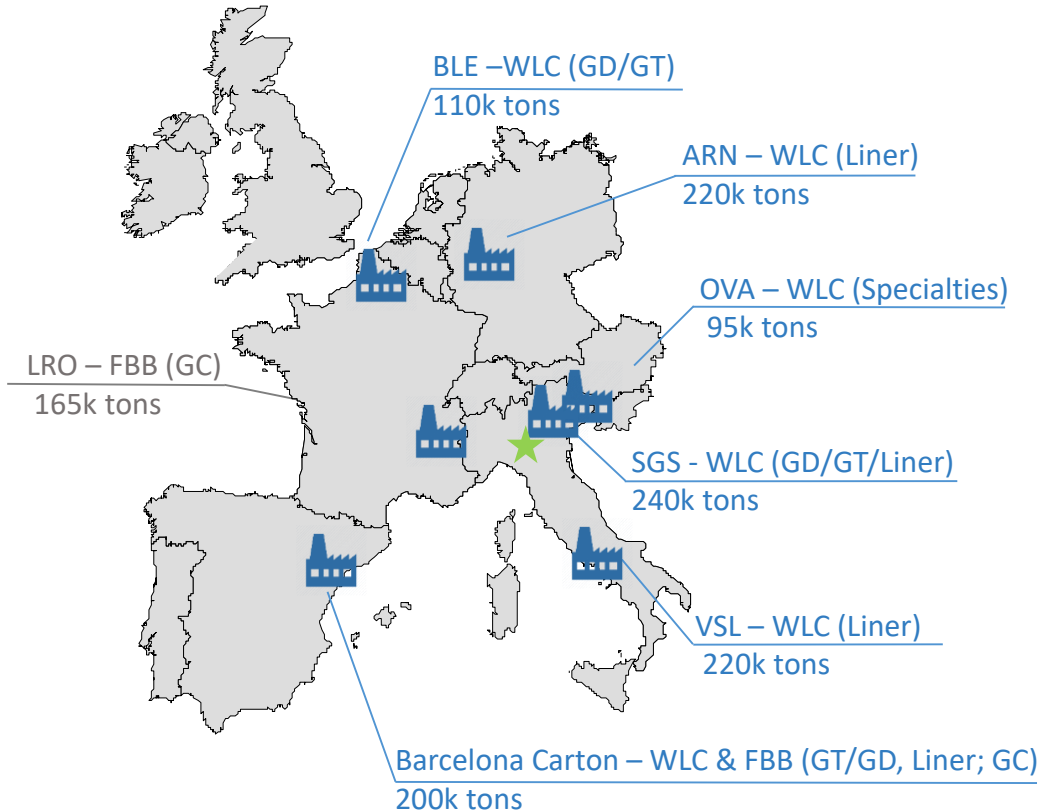 BLE –WLC (GD/GT)
110k tons
ARN – WLC (Liner)
220k tons
OVA – WLC (Specialties)
95k tons
LRO – FBB (GC)
165k tons
SGS - WLC (GD/GT/Liner)
240k tons
VSL – WLC (Liner)
220k tons
Barcelona Carton – WLC & FBB (GT/GD, Liner; GC)
200k tons